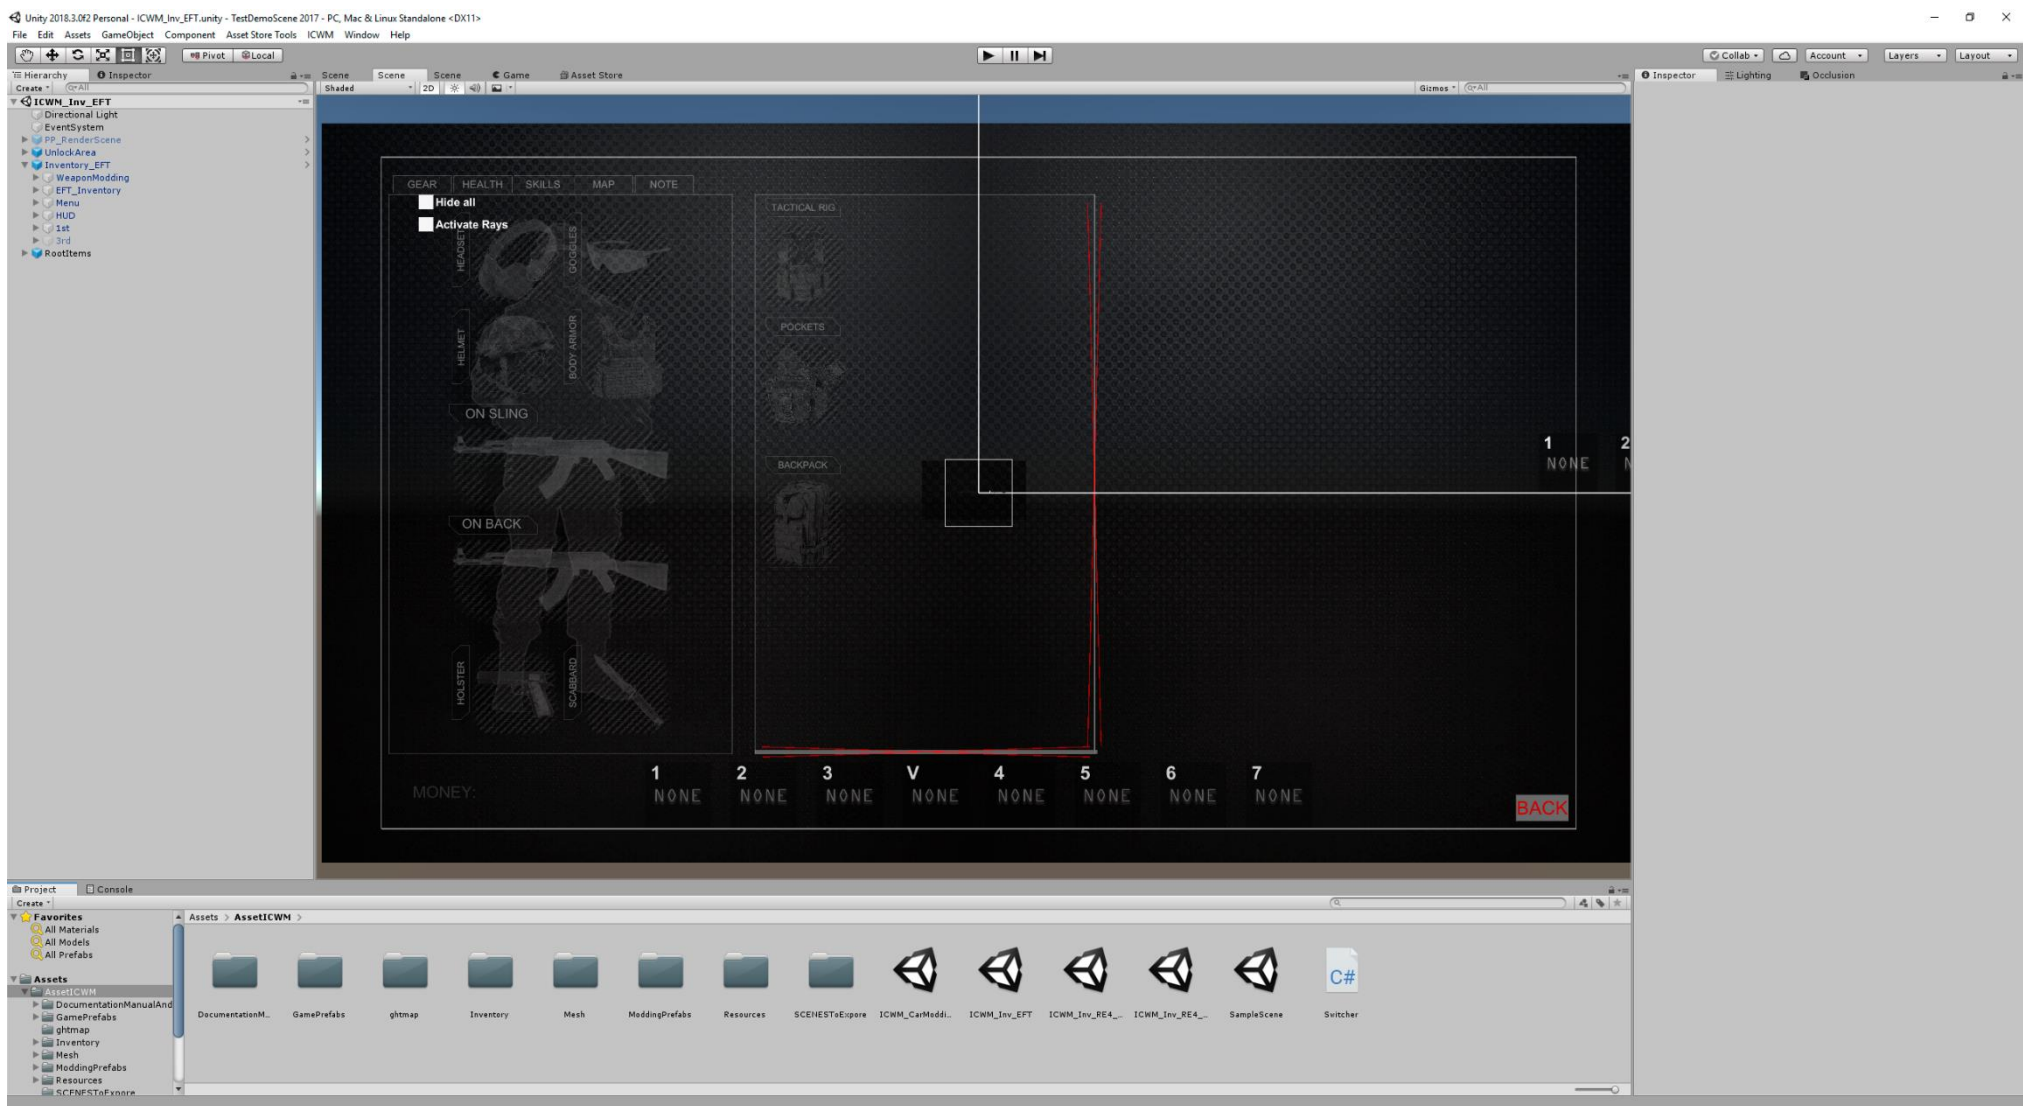 Unity 2018.3.0f2 Personal - ICWM_Inv_EFT.unity - TestDemoScene 2017 - PC, Mac & Linux Standalone <DX11>
File Edit Assets GameObject Component Asset Store Tools ICWM Window Help
Pivot Local
Collab Account Layers Layout
Hierarchy Inspector
Scene Scene Scene Game Asset Store
Inspector Lighting Occlusion
Create All
Shaded 2D Gizmos All
ICWM_Inv_EFT
Directional Light
EventSystem
PP_RenderScene
UnlockArea
Inventory_EFT
WeaponModding
EFT_Inventory
Menu
HUD
1st
3rd
RootItems
GEAR HEALTH SKILLS MAP NOTE
Hide all
Activate Rays
HEADSET
GOGGLES
HELMET
BODY ARMOR
ON SLING
ON BACK
HOLSTER
SCABBARD
TACTICAL RIG
POCKETS
BACKPACK
1 2
NONE
MONEY:
1 2 3 V 4 5 6 7
NONE NONE NONE NONE NONE NONE NONE NONE
BACK
Project Console
Create
Favorites
All Materials
All Models
All Prefabs
Assets
AssetICWM
DocumentationManualAnd
GamePrefabs
ghtmap
Inventory
Mesh
ModdingPrefabs
Resources
SCENESToExpore
Assets > AssetICWM >
DocumentationM... GamePrefabs ghtmap Inventory Mesh ModdingPrefabs Resources SCENESToExpore ICWM_CarModdi... ICWM_Inv_EFT ICWM_Inv_RE4_... ICWM_Inv_RE4_... SampleScene Switcher
C#